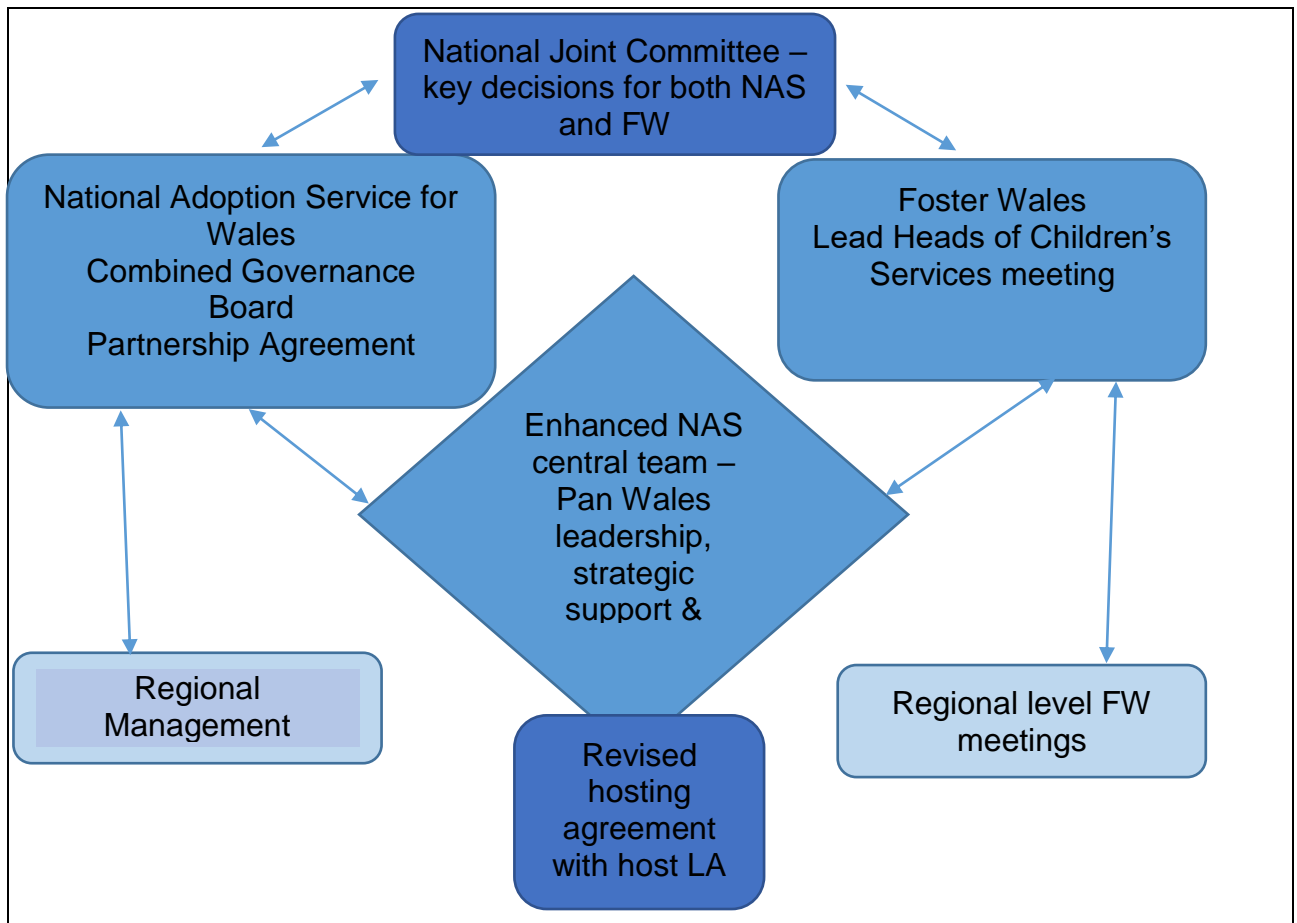 National Joint Committee –
key decisions for both NAS
and FW
National Adoption Service for
Wales
Combined Governance
Board
Partnership Agreement
Foster Wales
Lead Heads of Children’s
Services meeting
Enhanced NAS
central team –
Pan Wales
leadership,
strategic
support &
Regional
Management
Regional level FW
meetings
Revised
hosting
agreement
with host LA